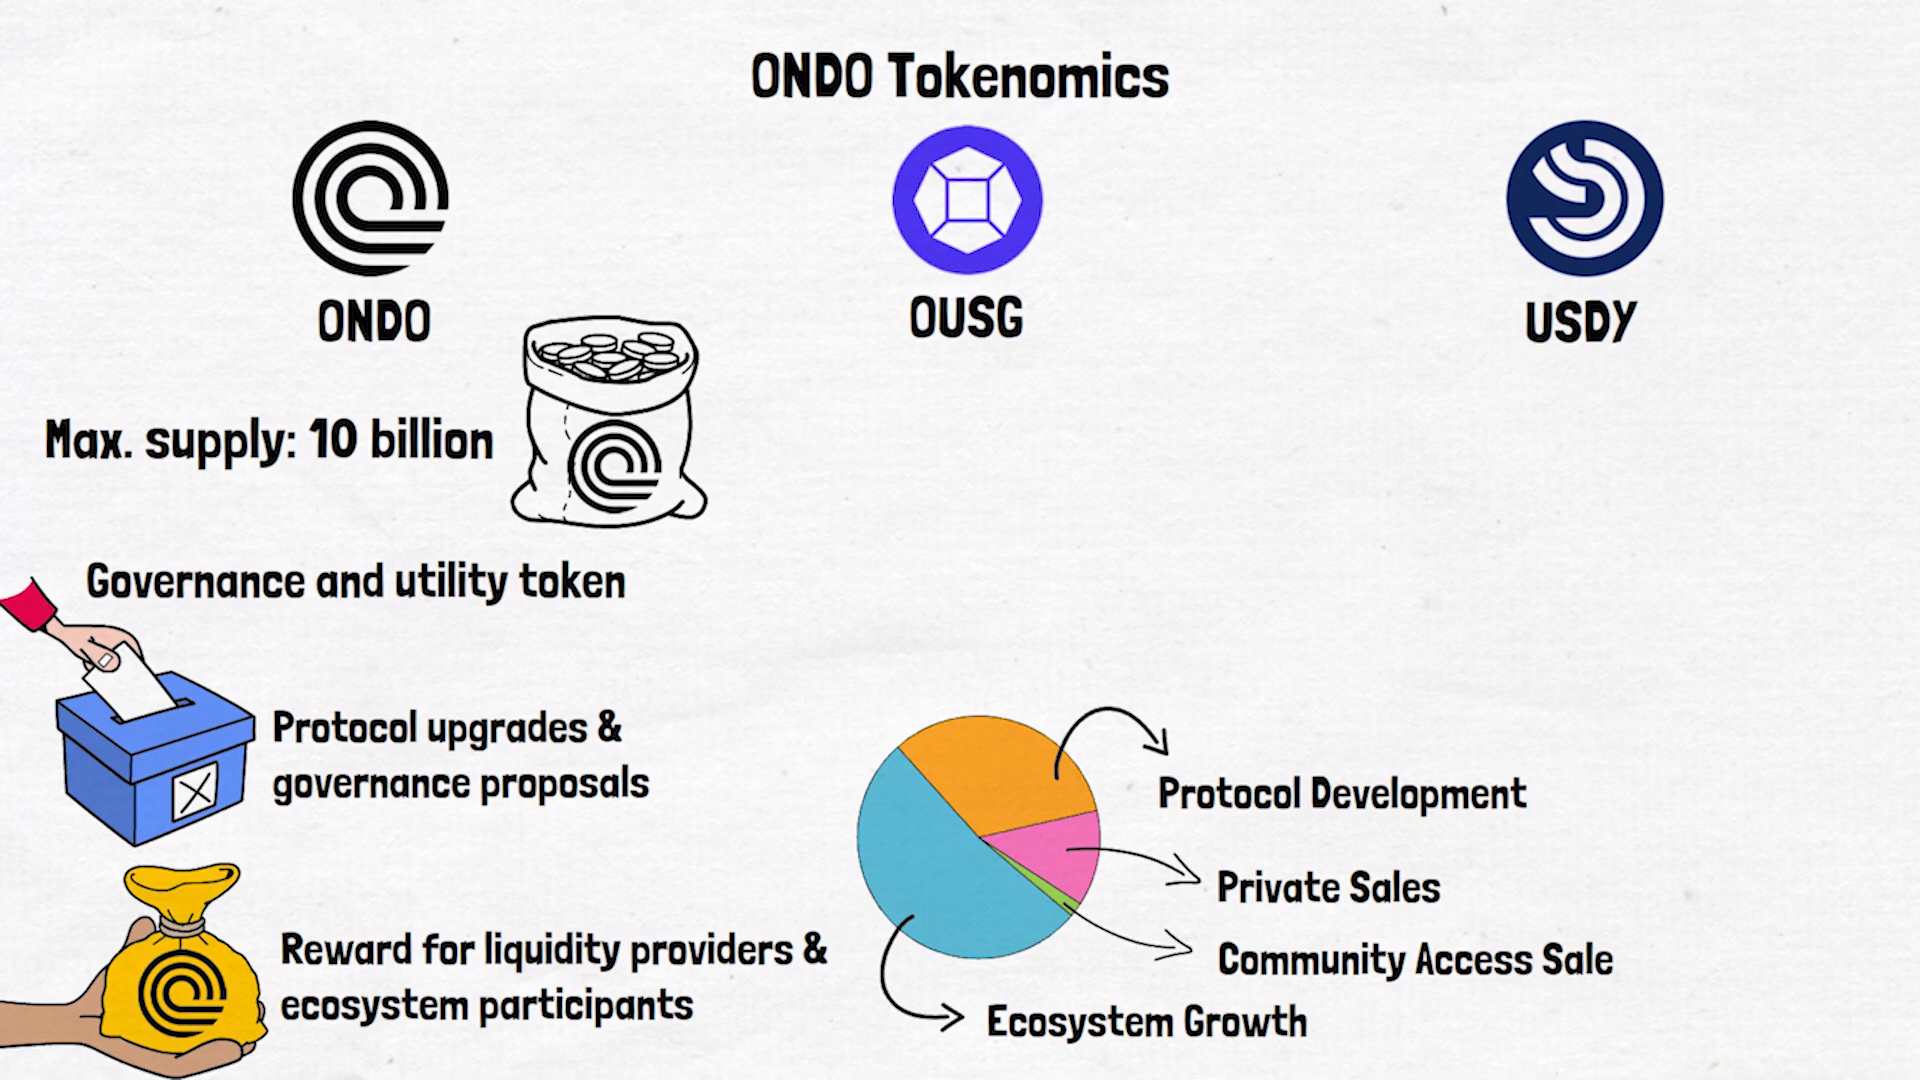 ONDO Tokenomics
ONDO
OUSG
USDY
Max. supply: 10 billion
Governance and utility token
Protocol upgrades &
governance proposals
Reward for liquidity providers &
ecosystem participants
Protocol Development
Private Sales
Community Access Sale
Ecosystem Growth